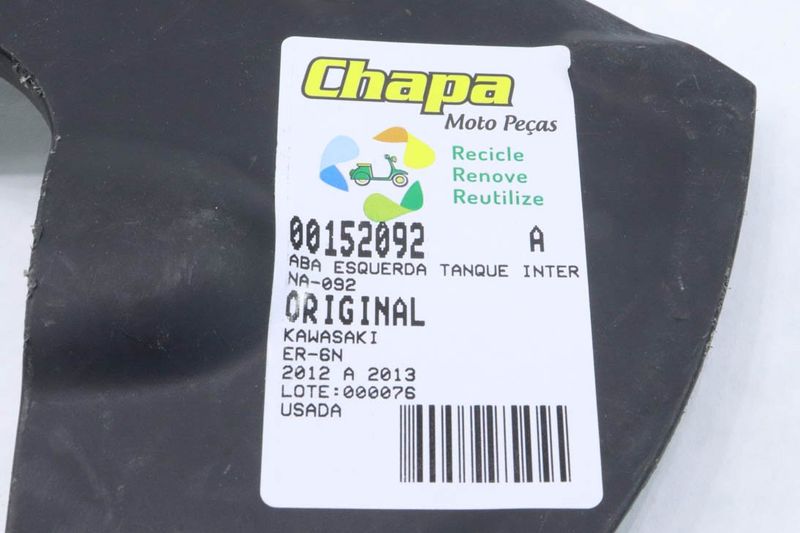 Chapa
Moto Peças
Recicle
Renove
Reutilize
00152092 A
ABA ESQUERDA TANQUE INTER
NA-092
ORIGINAL
KAWASAKI
ER-6N
2012 A 2013
LOTE:000076
USADA